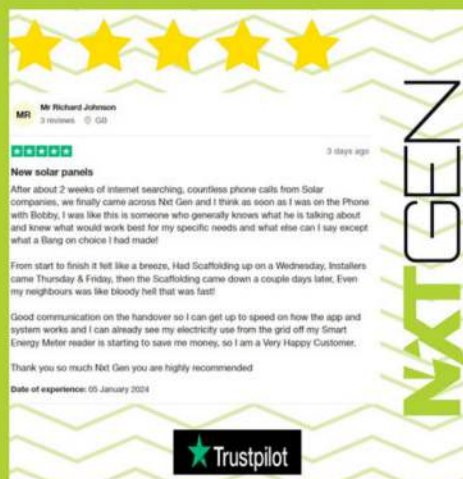 MR
Mr Richard Johnson
3 reviews GB
3 days ago
New solar panels
After about 2 weeks of internet searching, countless phone calls from Solar
companies, we finally came across Nxt Gen and I think as soon as I was on the Phone
with Bobby, I was like this is someone who generally knows what he is talking about
and knew what would work best for my specific needs and what else can I say except
what a Bang on choice I had made!
From start to finish it felt like a breeze, Had Scaffolding up on a Wednesday, Installers
came Thursday & Friday, then the Scaffolding came down a couple days later, Even
my neighbours was like bloody hell that was fast!
Good communication on the handover so I can get up to speed on how the app and
system works and I can already see my electricity use from the grid off my Smart
Energy Meter reader is starting to save me money, so I am a Very Happy Customer.
Thank you so much Nxt Gen you are highly recommended
Date of experience: 05 January 2024
NXT GEN
Trustpilot